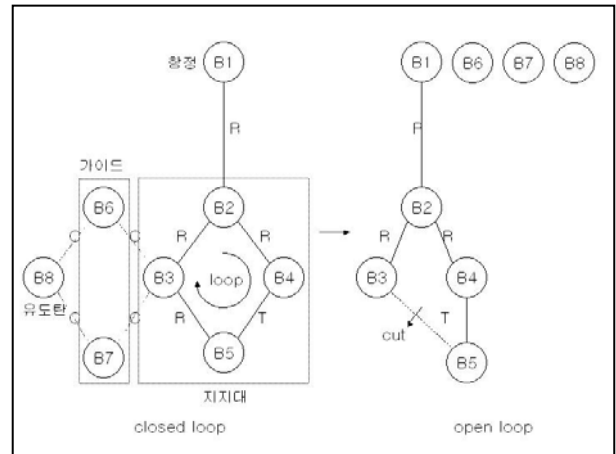 함정 B1
B1 B6 B7 B8
R
R
가이드
B6
B2
B2
C C R R
R R
B8 B3 loop B4
B3 B4
유도탄
C C R T
T
cut
B7 B5
B5
지지대
closed loop
open loop